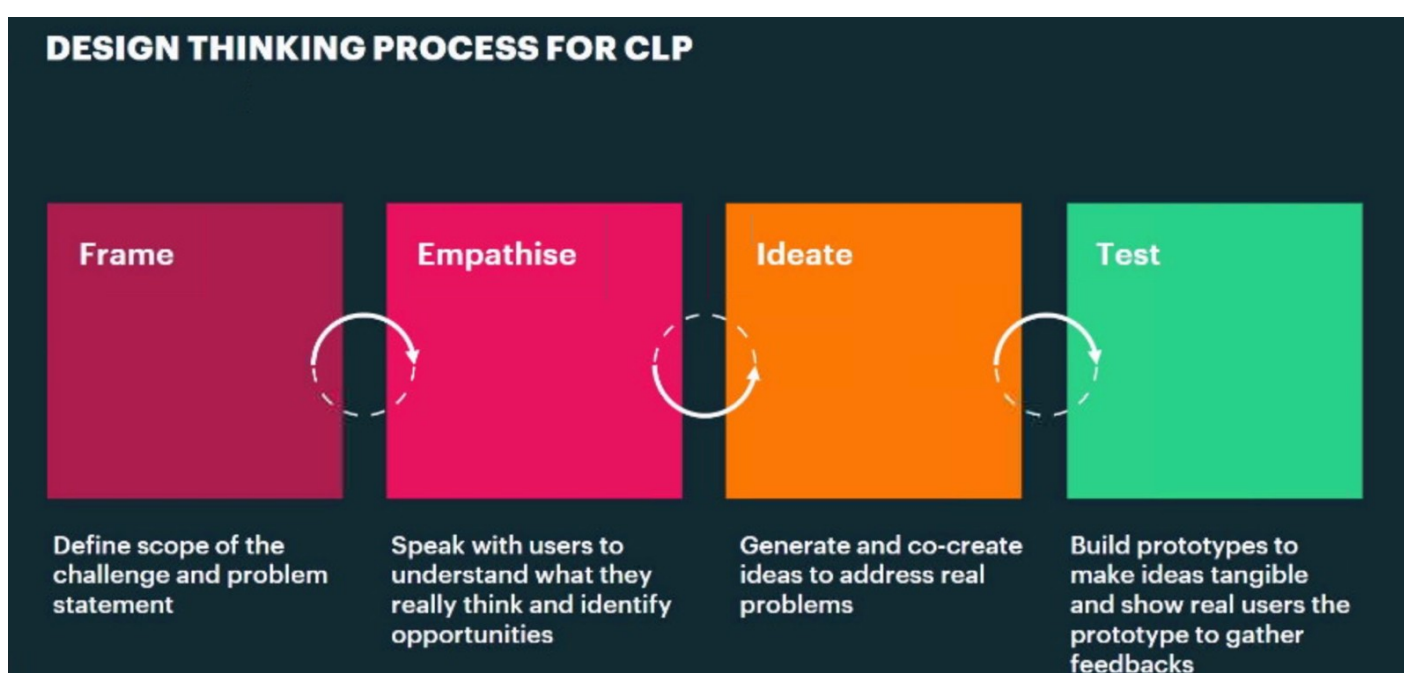 DESIGN THINKING PROCESS FOR CLP
Frame
Define scope of the
challenge and problem
statement
Empathise
Speak with users to
understand what they
really think and identify
opportunities
Ideate
Generate and co-create
ideas to address real
problems
Test
Build prototypes to
make ideas tangible
and show real users the
prototype to gather
feedbacks